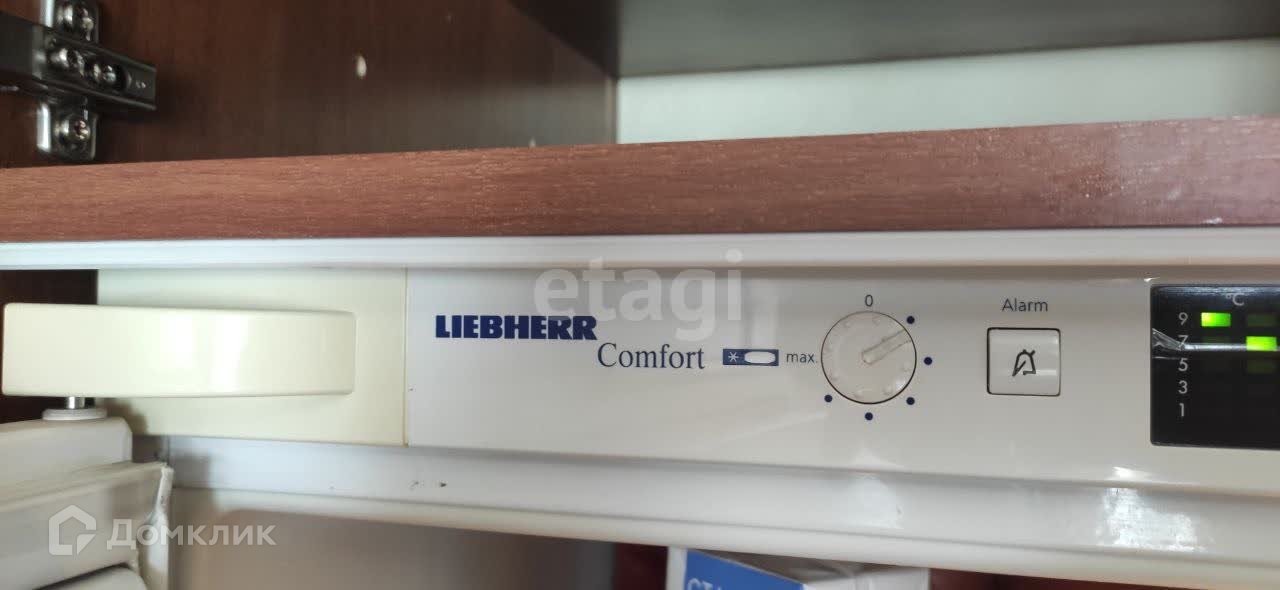 etagi
LIEBHERR
Comfort
max.
0
Alarm
°C
9
7
5
3
1
Домклик